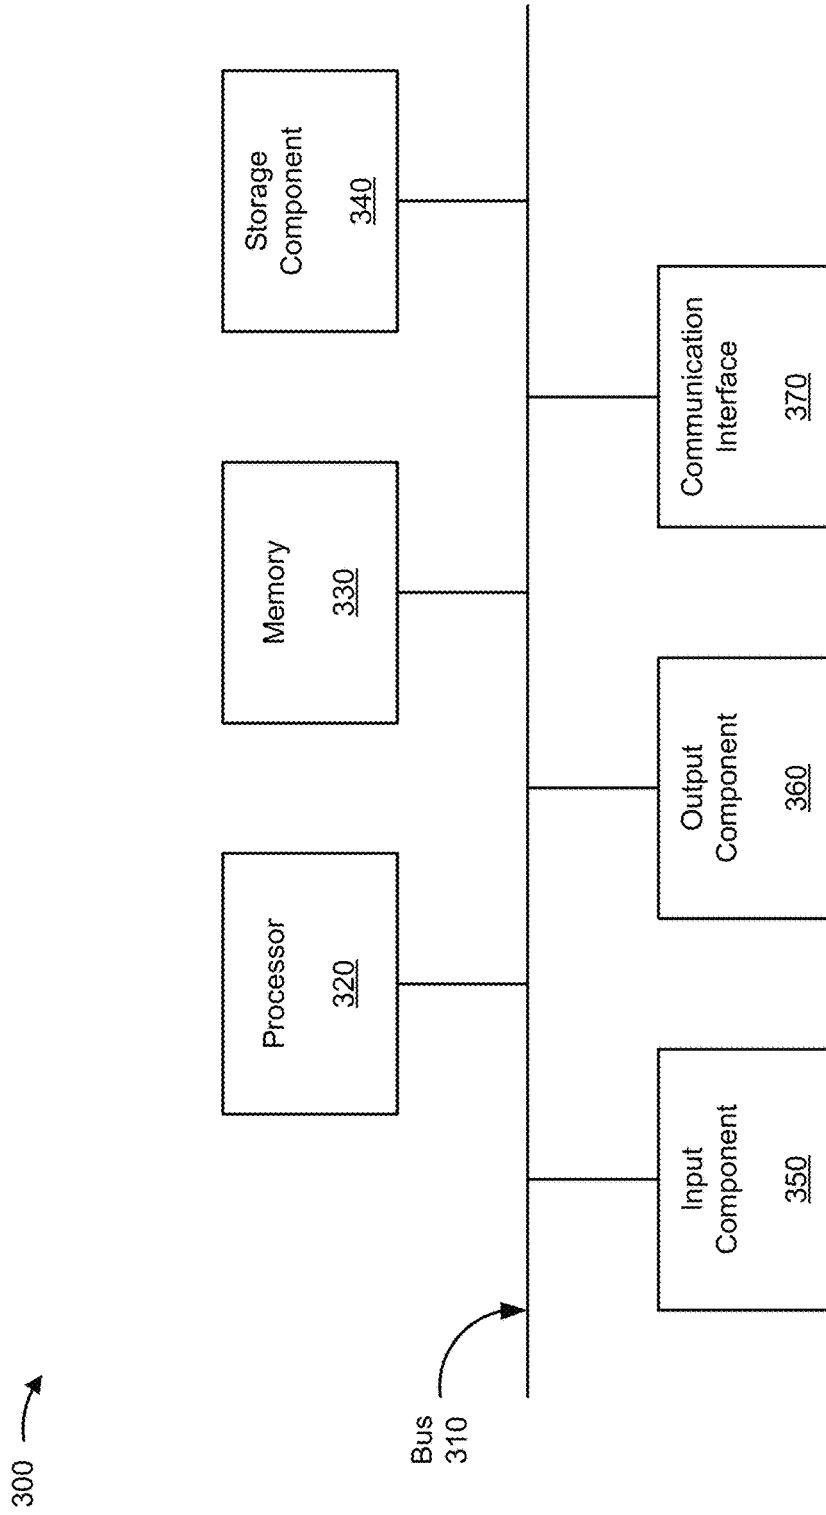 300
Bus
310
Processor
320
Memory
330
Storage
Component
340
Input
Component
350
Output
Component
360
Communication
Interface
370